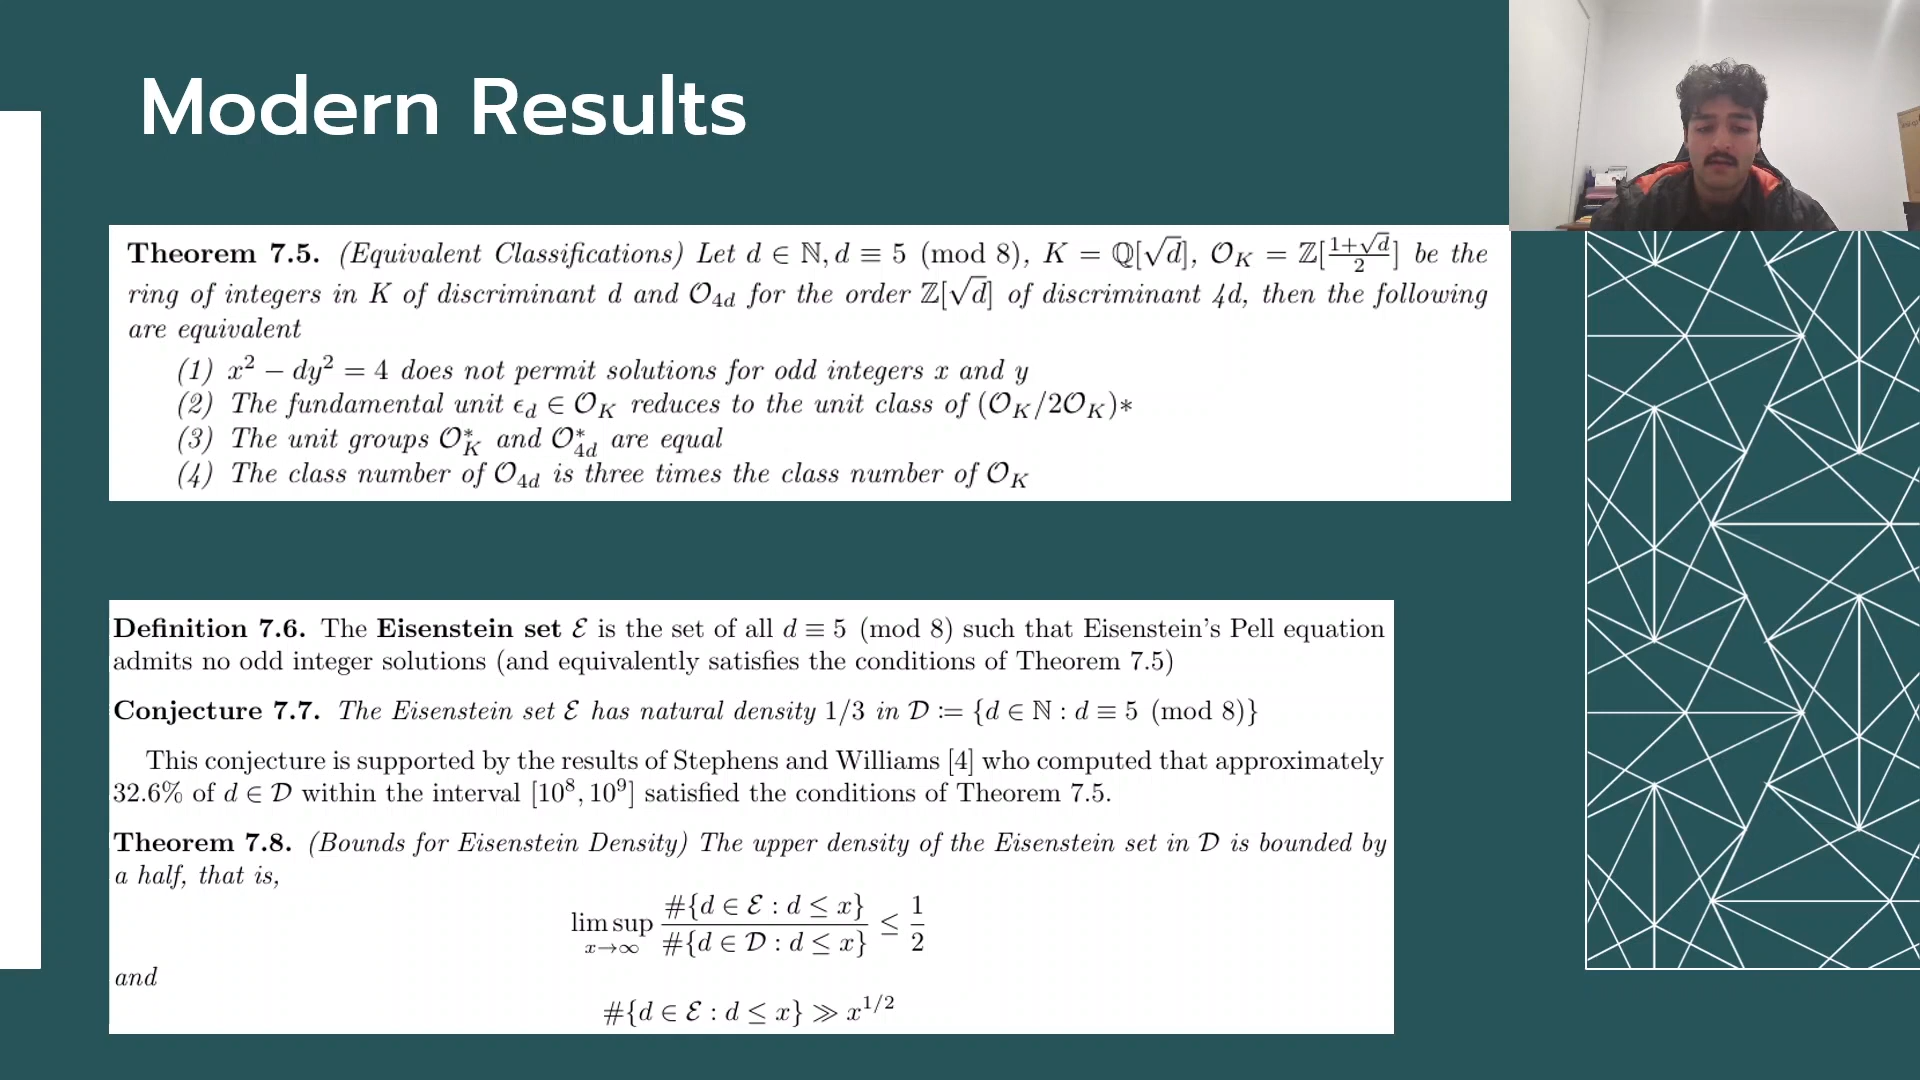 Modern Results
Theorem 7.5. (Equivalent Classifications) Let d ∈ ℕ, d ≡ 5 (mod 8), K = ℚ[√d], 𝒪_K = ℤ[(1+√d)/2] be the
ring of integers in K of discriminant d and 𝒪_{4d} for the order ℤ[√d] of discriminant 4d, then the following
are equivalent
(1) x² − dy² = 4 does not permit solutions for odd integers x and y
(2) The fundamental unit ϵ_d ∈ 𝒪_K reduces to the unit class of (𝒪_K/2𝒪_K)*
(3) The unit groups 𝒪*_K and 𝒪*_{4d} are equal
(4) The class number of 𝒪_{4d} is three times the class number of 𝒪_K
Definition 7.6. The Eisenstein set ℰ is the set of all d ≡ 5 (mod 8) such that Eisenstein's Pell equation
admits no odd integer solutions (and equivalently satisfies the conditions of Theorem 7.5)
Conjecture 7.7. The Eisenstein set ℰ has natural density 1/3 in 𝒟 := {d ∈ ℕ : d ≡ 5 (mod 8)}
This conjecture is supported by the results of Stephens and Williams [4] who computed that approximately
32.6% of d ∈ 𝒟 within the interval [10⁸, 10⁹] satisfied the conditions of Theorem 7.5.
Theorem 7.8. (Bounds for Eisenstein Density) The upper density of the Eisenstein set in 𝒟 is bounded by
a half, that is,
lim sup_{x→∞} #{d ∈ ℰ : d ≤ x} / #{d ∈ 𝒟 : d ≤ x} ≤ 1/2
and
#{d ∈ ℰ : d ≤ x} ≫ x^{1/2}